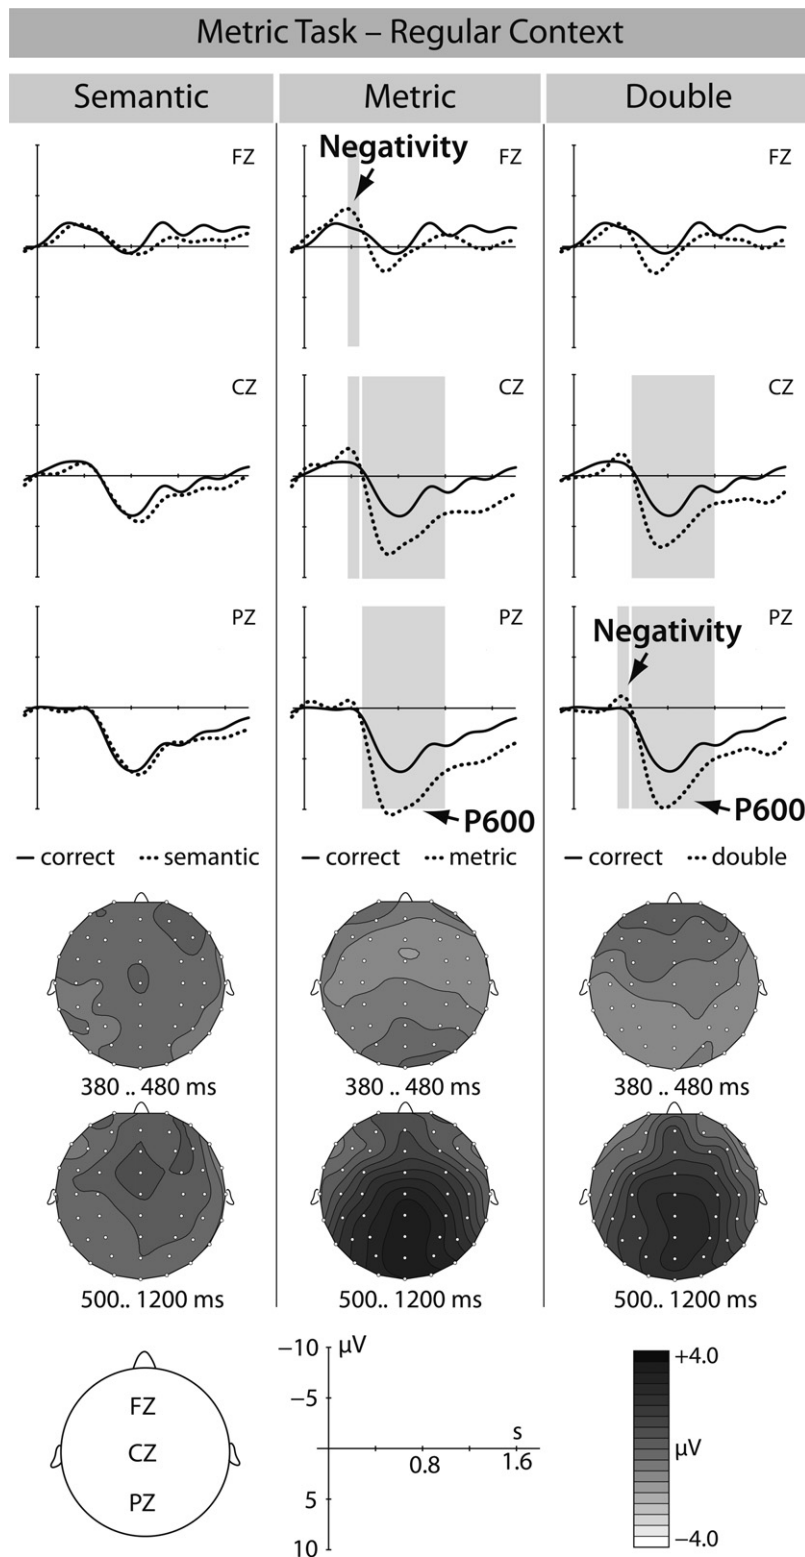 Metric Task – Regular Context
Semantic Metric Double
Negativity
FZ FZ FZ
CZ CZ CZ
PZ PZ PZ
Negativity
P600
P600
correct semantic correct metric correct double
380 .. 480 ms 380 .. 480 ms 380 .. 480 ms
500.. 1200 ms 500.. 1200 ms 500.. 1200 ms
FZ
CZ
PZ
−10 μV
−5
s
0.8 1.6
5
10
+4.0
μV
−4.0